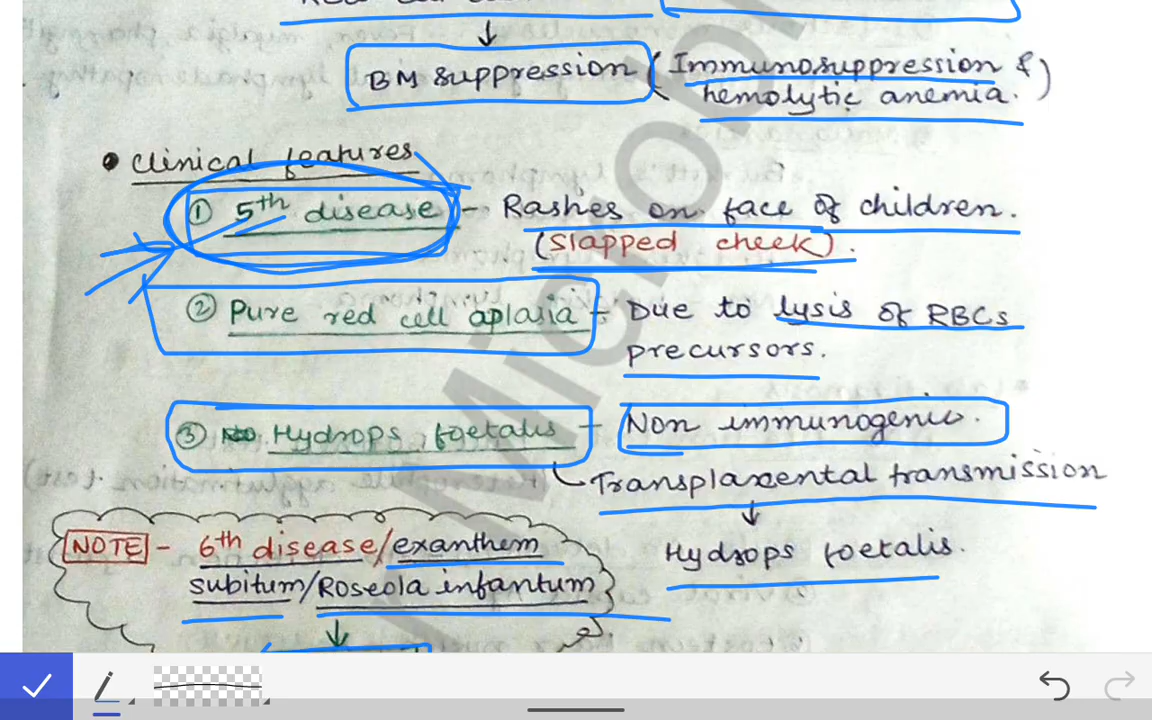 BM suppression (Immunosuppression &
hemolytic anemia.)
• Clinical features
① 5th disease - Rashes on face of children.
(slapped cheek).
② Pure red cell aplasia - Due to lysis of RBCs
precursors.
③ Hydrops foetalis - Non immunogenic.
Transplacental transmission
↓
Hydrops foetalis.
NOTE - 6th disease/exanthem
subitum/Roseola infantum